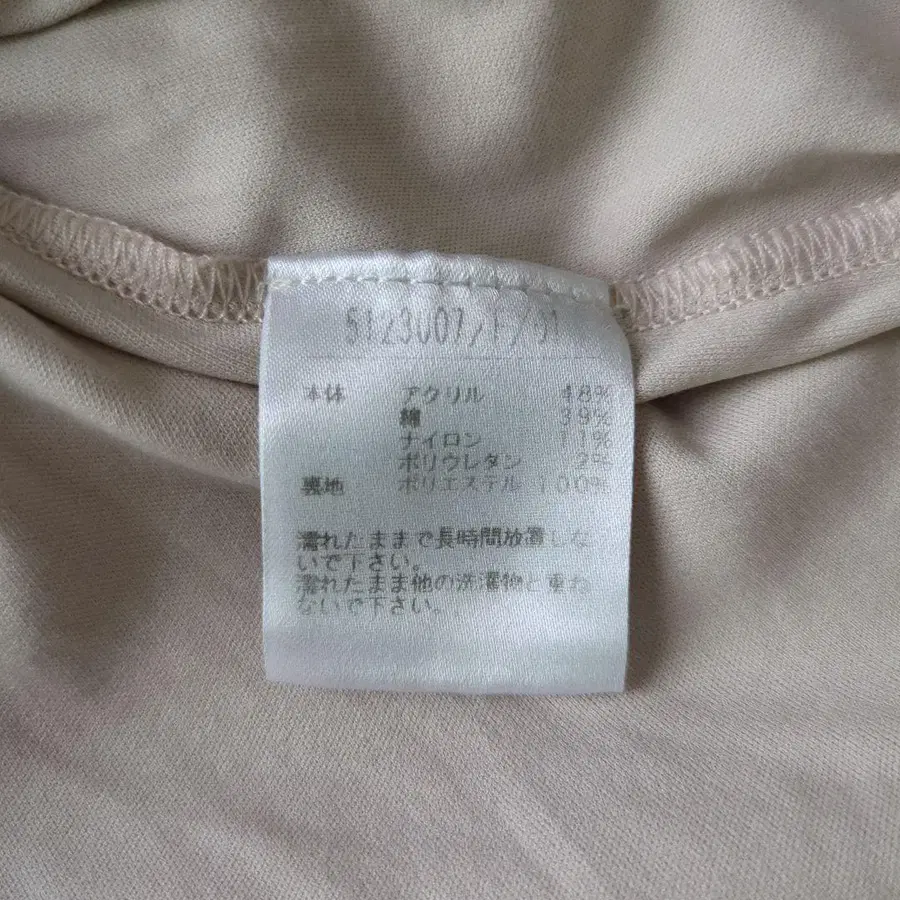 5123007/F/01
本体 アクリル 48%
綿 39%
ナイロン 11%
ポリウレタン 2%
裏地 ポリエステル 100%
濡れたままで長時間放置しな
いで下さい。
濡れたまま他の洗濯物と重ね
ないで下さい。